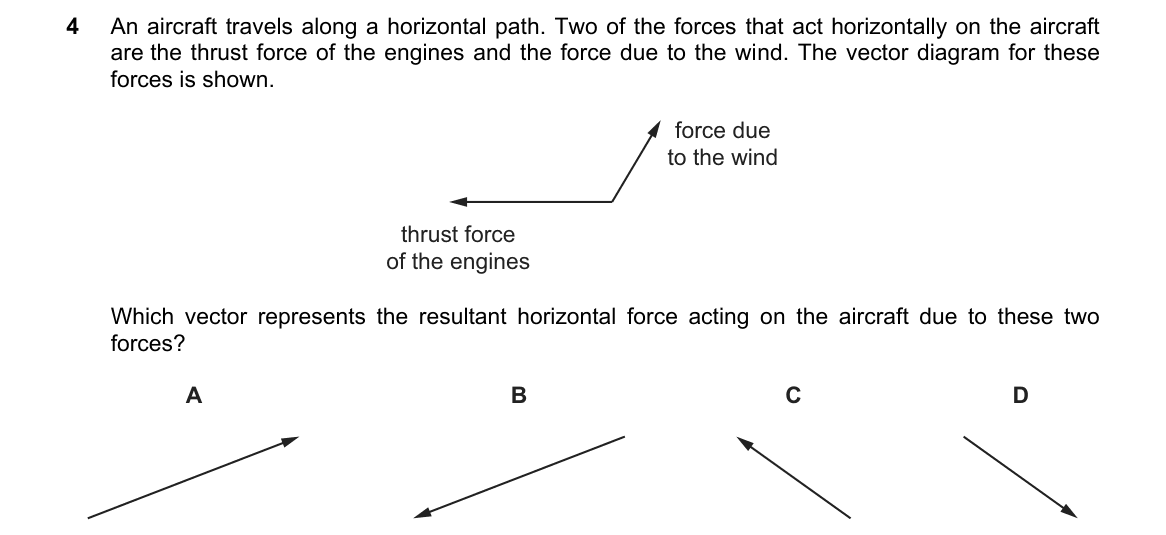 4 An aircraft travels along a horizontal path. Two of the forces that act horizontally on the aircraft
are the thrust force of the engines and the force due to the wind. The vector diagram for these
forces is shown.
force due
to the wind
thrust force
of the engines
Which vector represents the resultant horizontal force acting on the aircraft due to these two
forces?
A B C D